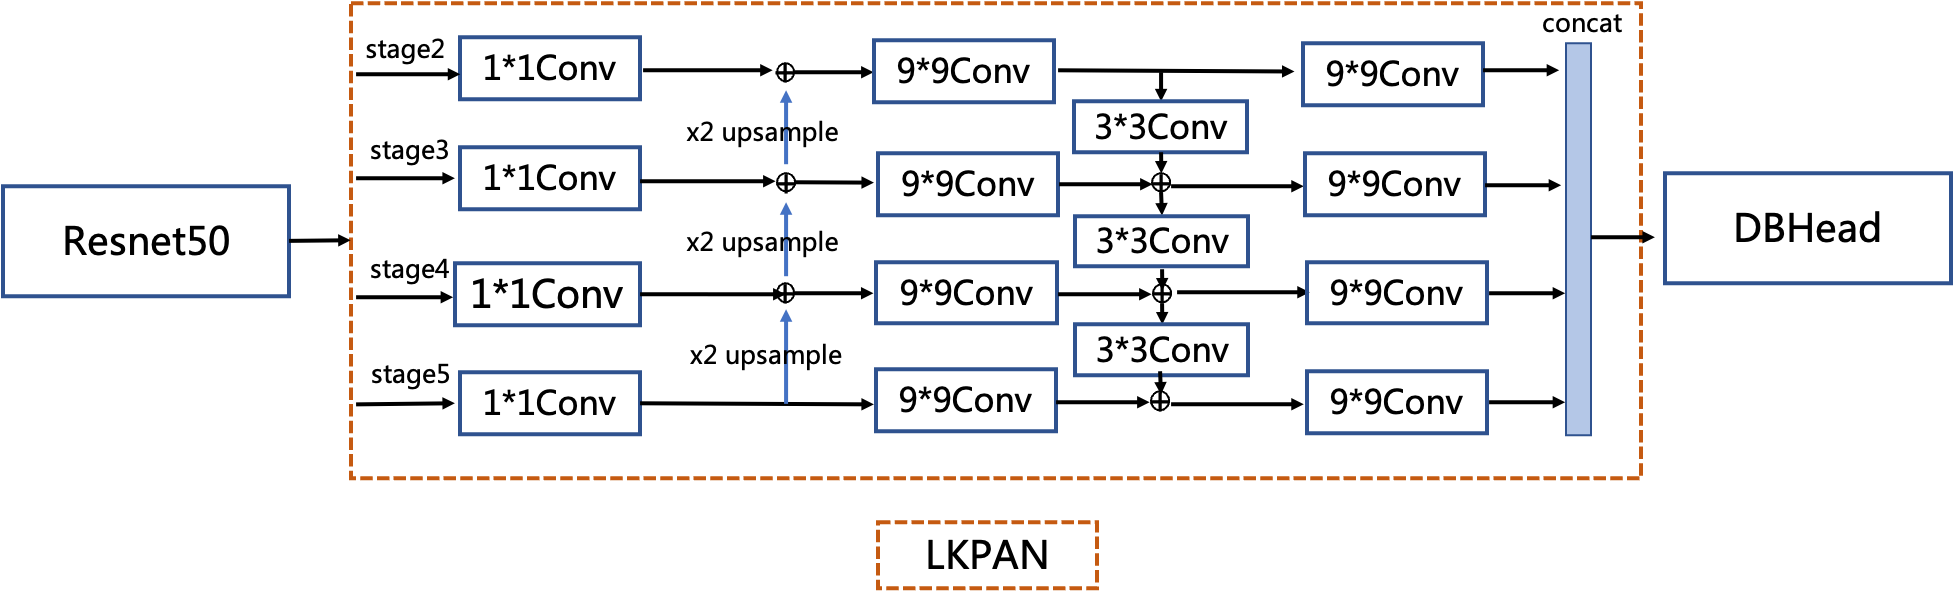 concat
stage2
1*1Conv
9*9Conv
9*9Conv
3*3Conv
x2 upsample
stage3
1*1Conv
9*9Conv
9*9Conv
Resnet50
x2 upsample
3*3Conv
DBHead
stage4
1*1Conv
9*9Conv
9*9Conv
x2 upsample
3*3Conv
stage5
1*1Conv
9*9Conv
9*9Conv
LKPAN